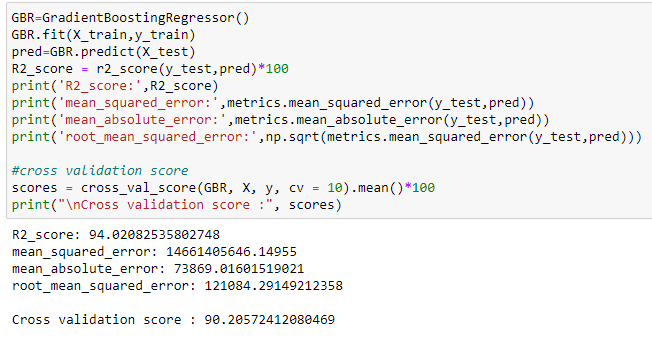 GBR=GradientBoostingRegressor()
GBR.fit(X_train,y_train)
pred=GBR.predict(X_test)
R2_score = r2_score(y_test,pred)*100
print('R2_score:',R2_score)
print('mean_squared_error:',metrics.mean_squared_error(y_test,pred))
print('mean_absolute_error:',metrics.mean_absolute_error(y_test,pred))
print('root_mean_squared_error:',np.sqrt(metrics.mean_squared_error(y_test,pred)))
#cross validation score
scores = cross_val_score(GBR, X, y, cv = 10).mean()*100
print("\nCross validation score :", scores)
R2_score: 94.02082535802748
mean_squared_error: 14661405646.14955
mean_absolute_error: 73869.01601519021
root_mean_squared_error: 121084.29149212358
Cross validation score : 90.20572412080469